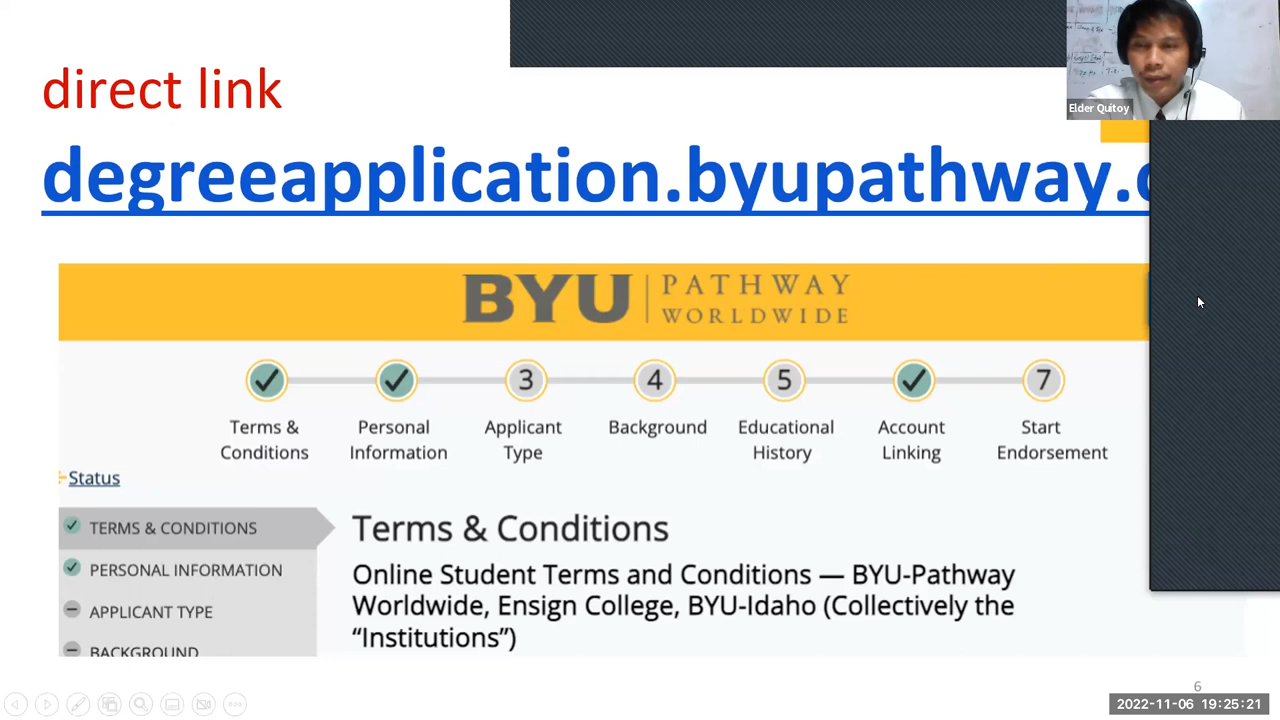 direct link
Elder Quitoy
degreeapplication.byupathway.
BYU PATHWAY
WORLDWIDE
3 4 5 7
Terms & Personal Applicant Background Educational Account Start
Conditions Information Type History Linking Endorsement
Status
TERMS & CONDITIONS
PERSONAL INFORMATION
APPLICANT TYPE
BACKGROUND
Terms & Conditions
Online Student Terms and Conditions — BYU-Pathway
Worldwide, Ensign College, BYU-Idaho (Collectively the
“Institutions”)
6
2022-11-06 19:25:21